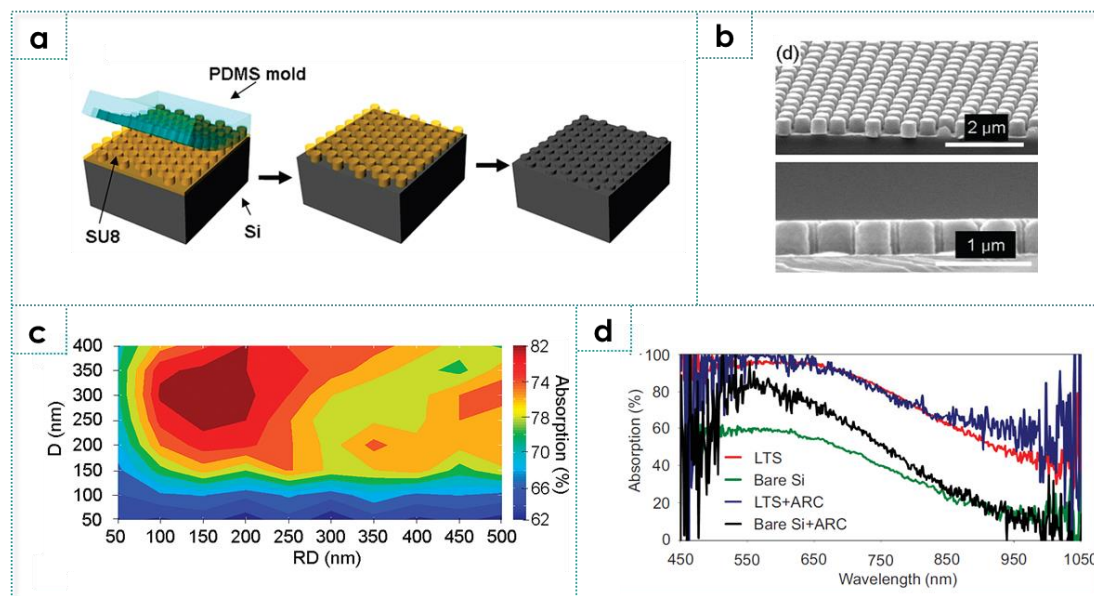 a
PDMS mold
SU8
Si
b
(d)
2 μm
1 μm
c
400
350
300
250
200
150
100
50
D (nm)
50 100 150 200 250 300 350 400 450 500
RD (nm)
82
74
78
70
66
62
Absorption (%)
d
100
80
60
40
20
0
Absorption (%)
LTS
Bare Si
LTS+ARC
Bare Si+ARC
450 550 650 750 850 950 1050
Wavelength (nm)